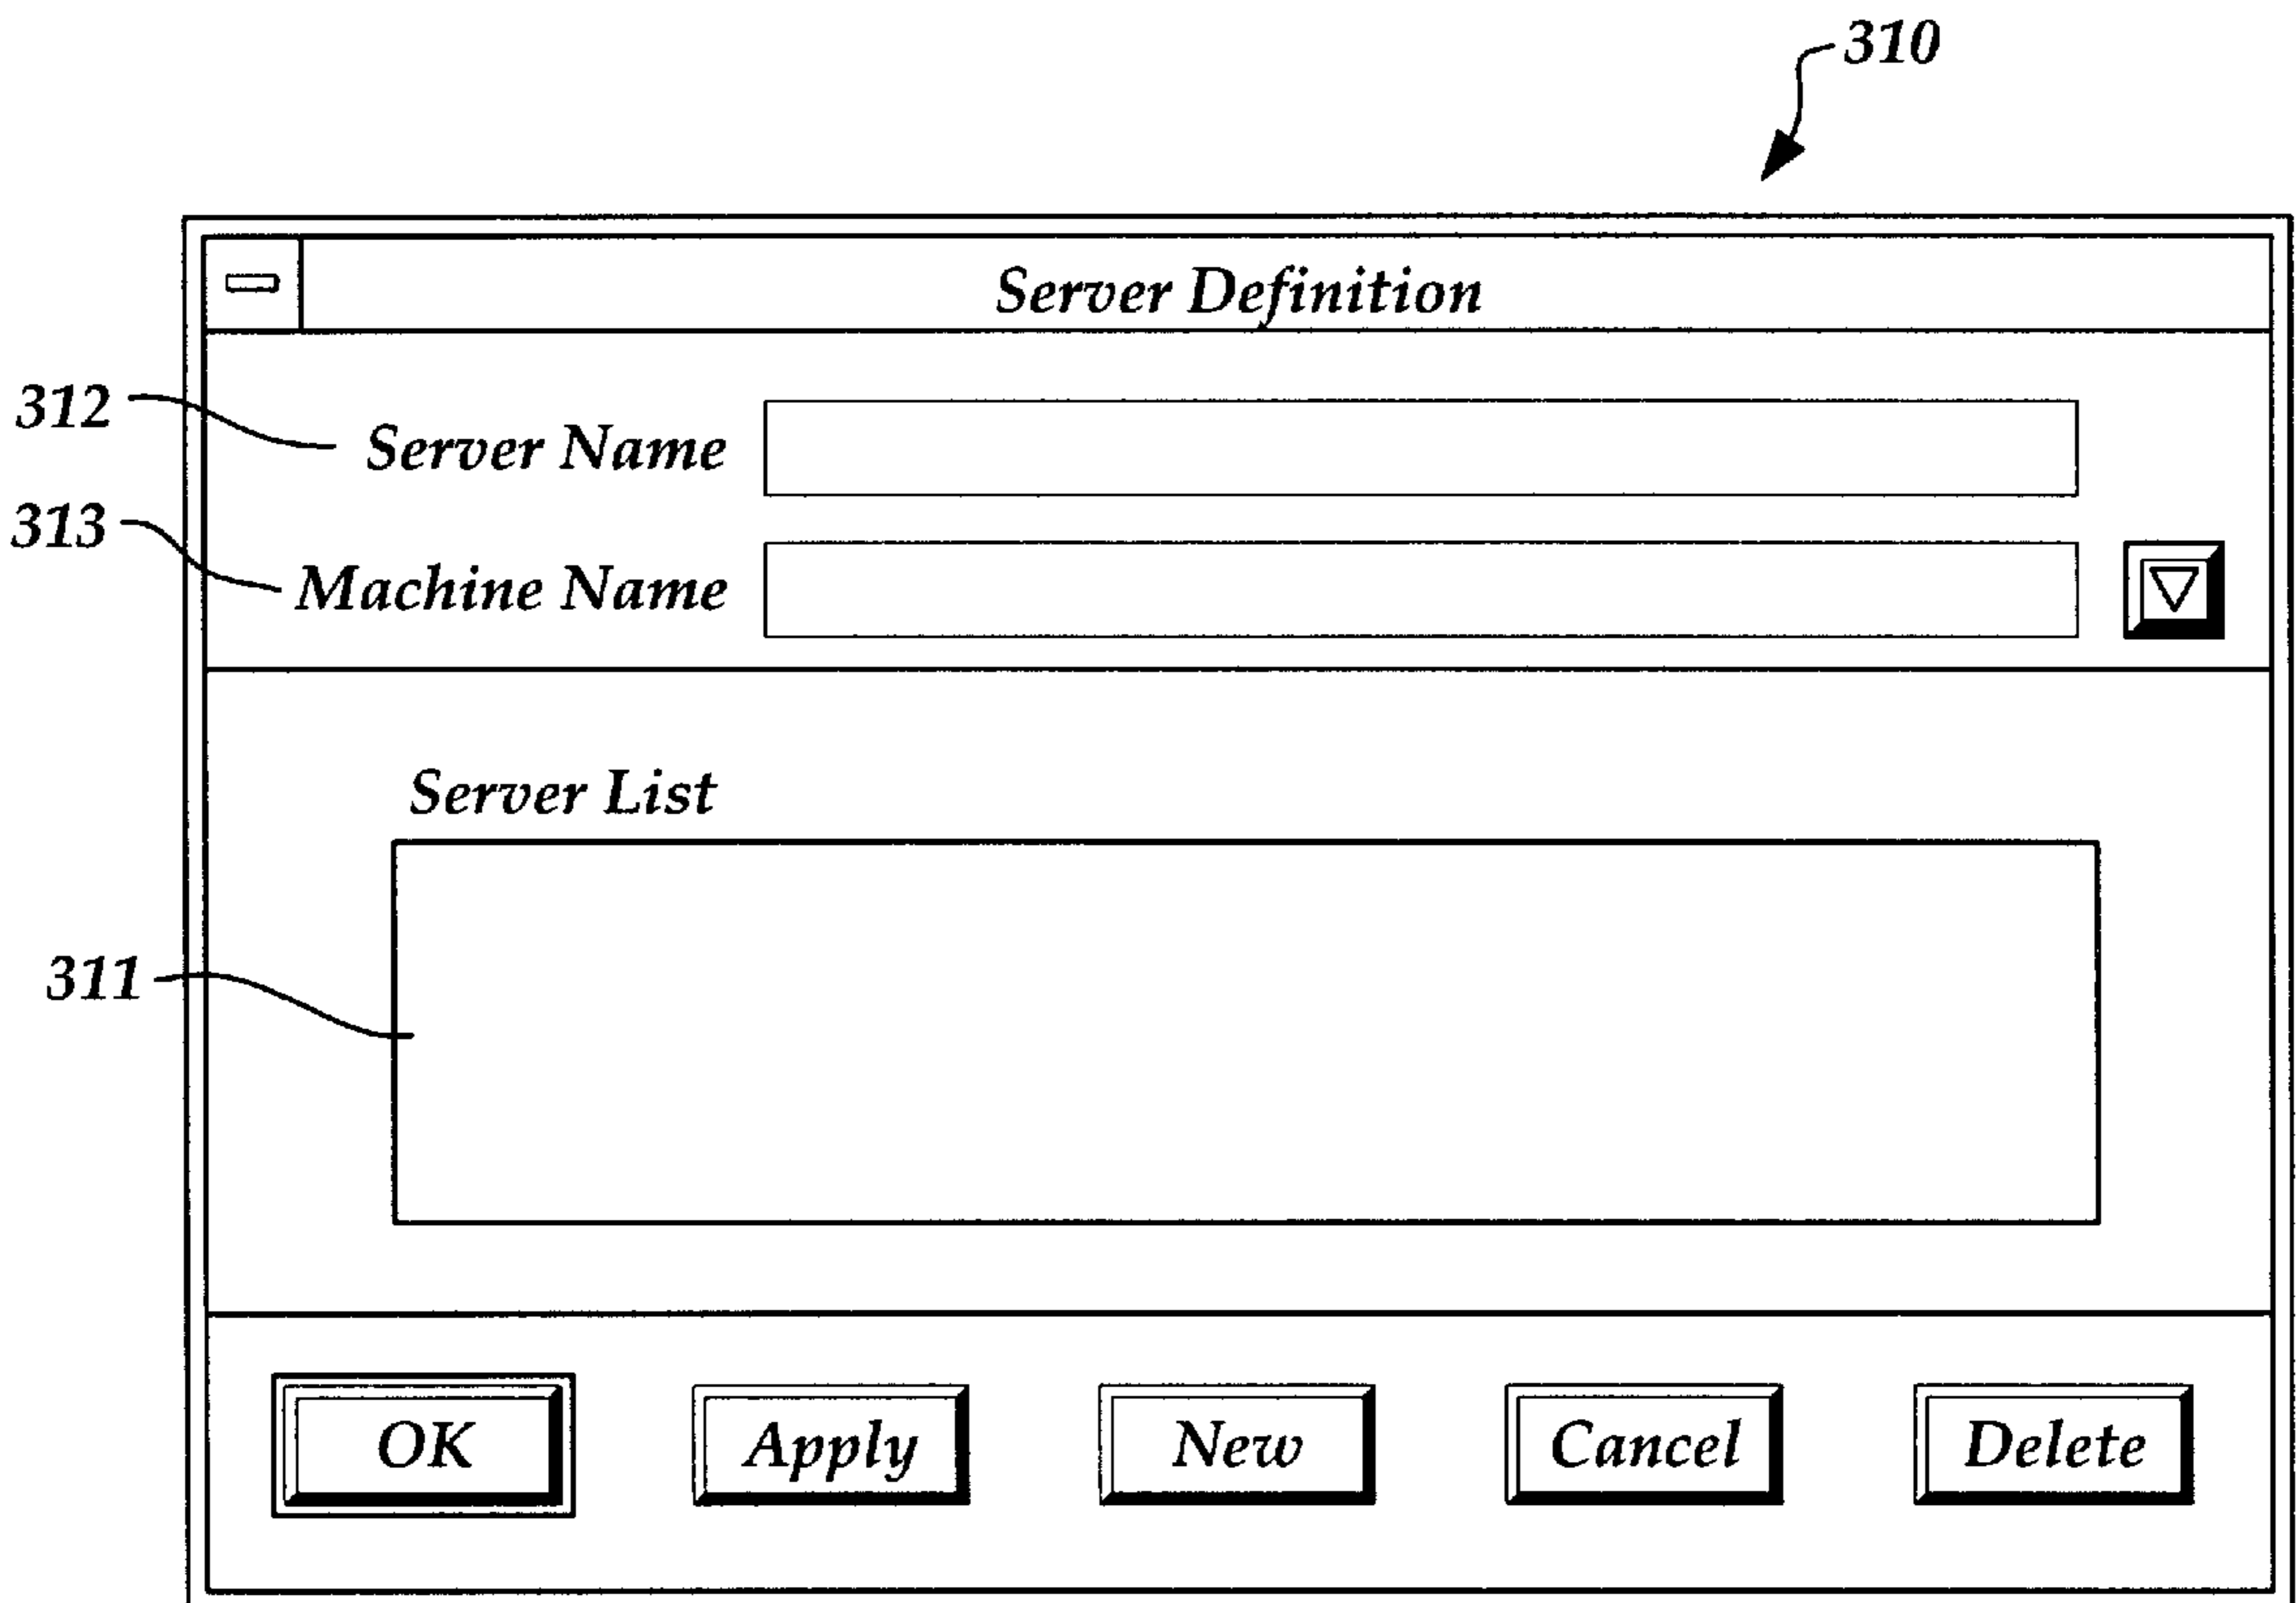 310
Server Definition
312
Server Name
313
Machine Name
Server List
311
OK
Apply
New
Cancel
Delete